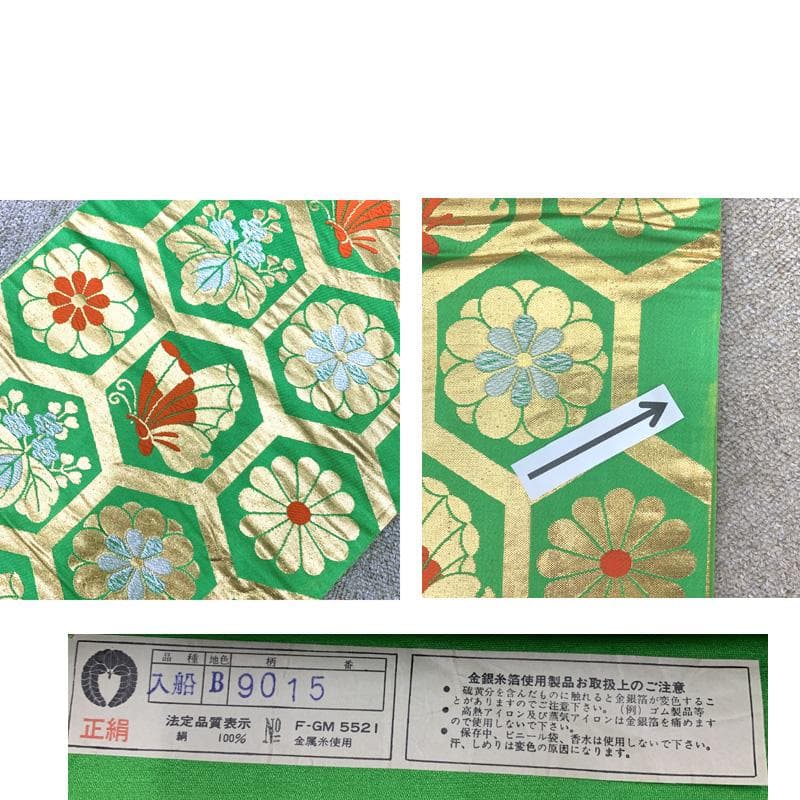 品種 地色 柄 番
入船 B 9015
正絹
法定品質表示 № F-GM 5521
絹 100% 金属糸使用
金銀糸箔使用製品お取扱上のご注意
● 硫黄分を含んだものに触れると金銀箔が変色するこ
とがありますのでご注意下さい。(例)ゴム製品等
● 高熱アイロン及び蒸気アイロンは金銀箔を痛めます
ので使用しないで下さい。
● 保存中、ビニール袋、香水は使用しないで下さい。
汗、しめりは変色の原因になります。